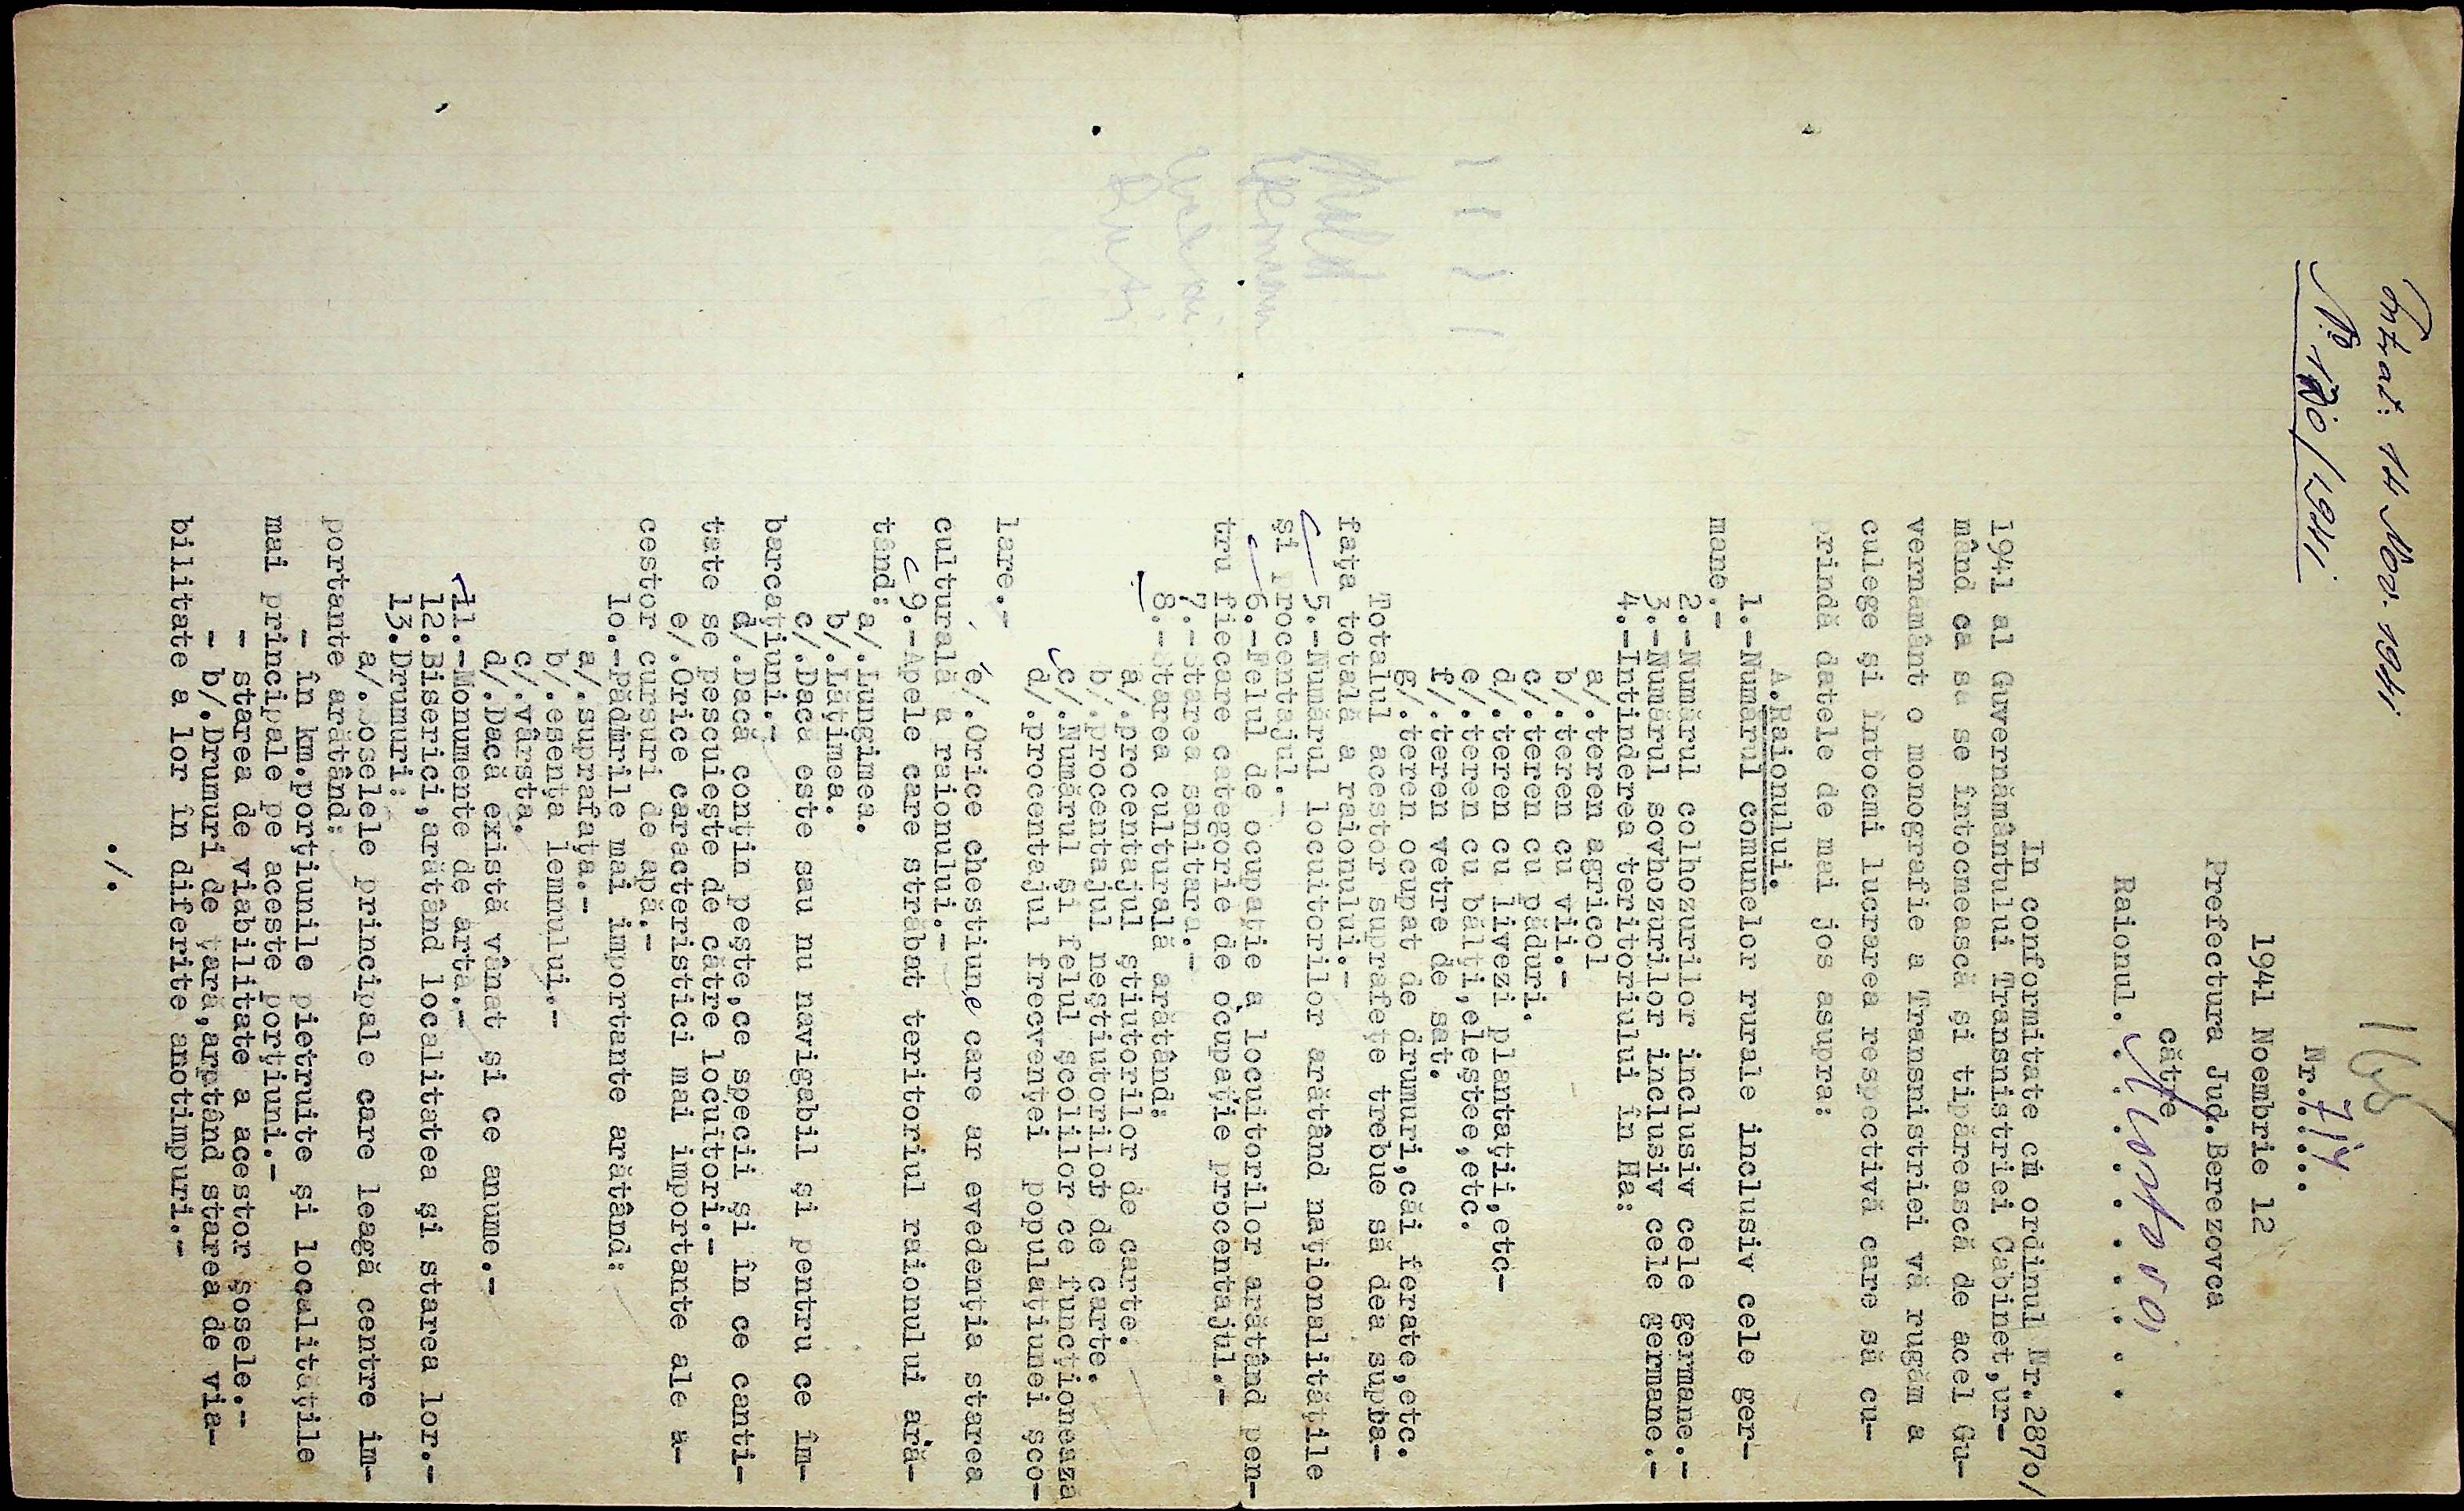 Intrat: 14 Nov. 1941
No 120/1941
165
Nr.714....
1941 Noembrie 12
Prefectura Jud.Berezovca
către
Raionul. Mostovoi . . . . . . . .
In conformitate cu ordinul Nr.287o/
1941 al Guvernământului Transnistriei Cabinet,ur-
mând ca sa se întocmească şi tipărească de acel Gu-
vernământ o monografie a Transnistriei vă rugăm a
culege şi întocmi lucrarea respectivă care să cu-
prindă datele de mai jos asupra:
A.Raionului.
1.-Numărul comunelor rurale inclusiv cele ger-
mane.-
2.-Numărul colhozurilor inclusiv cele germane.-
3.-Numărul sovhozurilor inclusiv cele germane.-
4.-Intinderea teritoriului în Ha:
a/.teren agricol
b/.teren cu vii.-
c/.teren cu păduri.
d/.teren cu livezi plantaţii,etc-
e/.teren cu bălţi,eleştee,etc.
f/.teren vetre de sat.
g/.teren ocupat de drumuri,căi ferate,etc.
Totalul acestor suprafeţe trebue să dea supra-
faţa totală a raionului.-
5.-Numărul locuitorilor arătând naţionalităţile
şi procentajul.-
6.-Felul de ocupaţie a locuitorilor arătând pen-
tru fiecare categorie de ocupaţie procentajul.-
7.-Starea sanitara.-
8.-Starea culturală arătând:
a/.procentajul ştiutorilor de carte.
b/.procentajul neştiutorilor de carte.
c/.Numărul şi felul şcolilor ce funcţionează
d/.procentajul frecvenţei populaţiunei şco-
lare.-
e/.Orice chestiune care ar evedenţia starea
culturală a raionului.-
9.-Apele care străbat teritoriul raionului ară-
tând:
a/.Lungimea.
b/.Lăţimea.
c/.Dacă este sau nu navigabil şi pentru ce îm-
barcaţiuni.-
d/.Dacă conţin peşte,ce specii şi în ce canti-
tate se pescuieşte de către locuitori.-
e/.Orice caracteristici mai importante ale a-
cestor cursuri de apă.-
lo.-pădurile mai importante arătând:
a/.suprafaţa.-
b/.esenţa lemnului.-
c/.vârsta.
d/.Dacă există vânat şi ce anume.-
11.-Monumente de arta.-
12.Biserici,arătând localitatea şi starea lor.-
13.Drumuri:
a/.Şoselele principale care leagă centre im-
portante arătând:
- în km.porţiunile pietruite şi localităţile
mai principale pe aceste porţiuni.-
- starea de viabilitate a acestor şosele.-
- b/.Drumuri de ţară,arptând starea de via-
bilitate a lor în diferite anotimpuri.-
./.